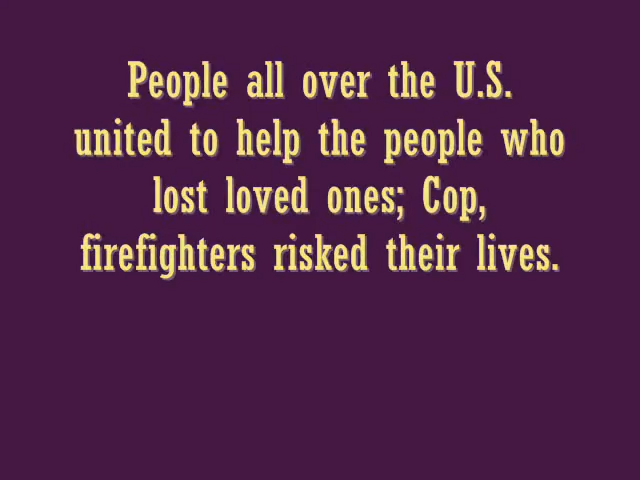 People all over the U.S.
united to help the people who
lost loved ones; Cop,
firefighters risked their lives.